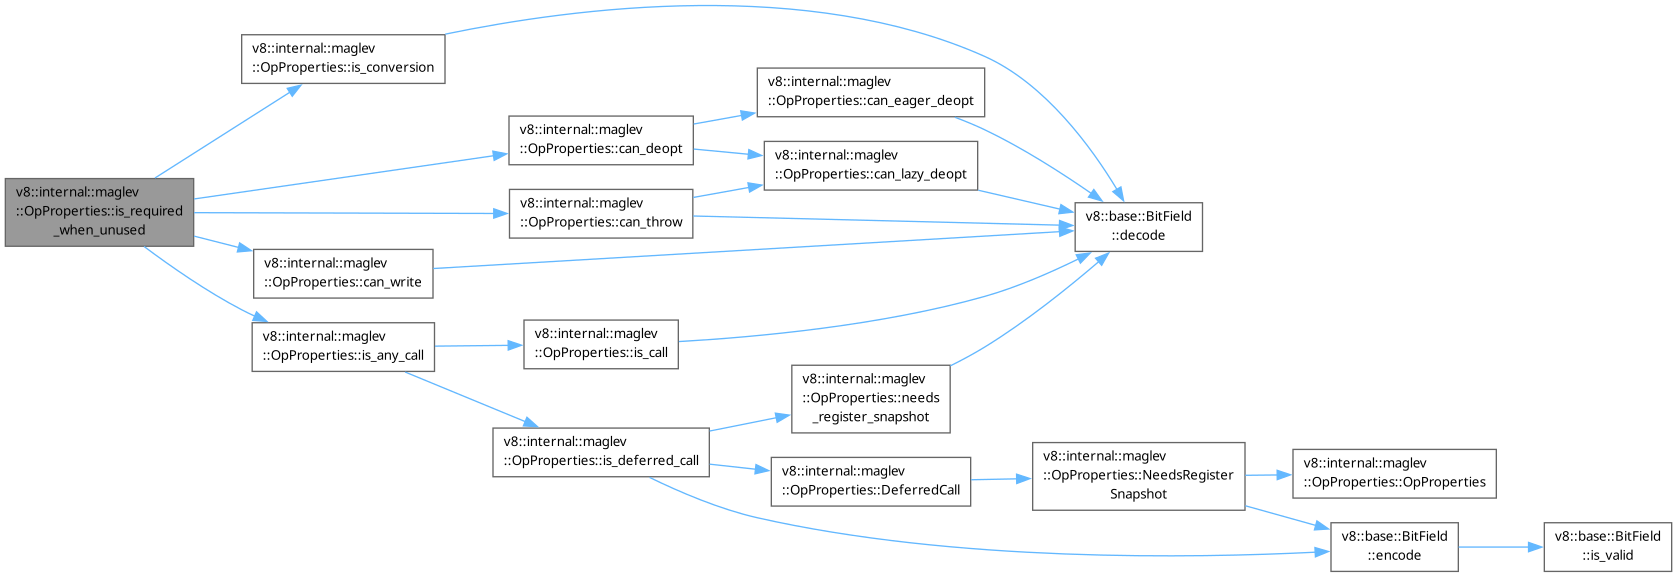 v8::internal::maglev
::OpProperties::is_conversion
v8::internal::maglev
::OpProperties::can_eager_deopt
v8::internal::maglev
::OpProperties::can_deopt
v8::internal::maglev
::OpProperties::can_lazy_deopt
v8::internal::maglev
::OpProperties::is_required
_when_unused
v8::internal::maglev
::OpProperties::can_throw
v8::base::BitField
::decode
v8::internal::maglev
::OpProperties::can_write
v8::internal::maglev
::OpProperties::is_any_call
v8::internal::maglev
::OpProperties::is_call
v8::internal::maglev
::OpProperties::needs
_register_snapshot
v8::internal::maglev
::OpProperties::is_deferred_call
v8::internal::maglev
::OpProperties::DeferredCall
v8::internal::maglev
::OpProperties::NeedsRegister
Snapshot
v8::internal::maglev
::OpProperties::OpProperties
v8::base::BitField
::encode
v8::base::BitField
::is_valid